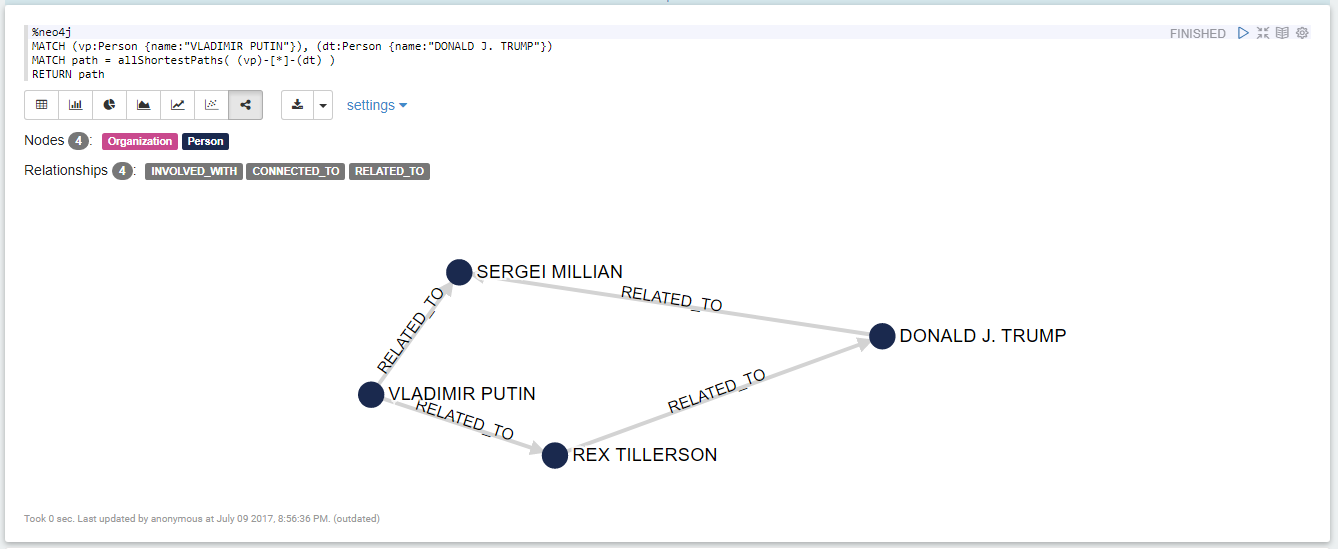 %neo4j
FINISHED
MATCH (vp:Person {name:"VLADIMIR PUTIN"}), (dt:Person {name:"DONALD J. TRUMP"})
MATCH path = allShortestPaths( (vp)-[*]-(dt) )
RETURN path
settings
Nodes 4: Organization Person
Relationships 4: INVOLVED_WITH CONNECTED_TO RELATED_TO
SERGEI MILLIAN
RELATED_TO
RELATED_TO
DONALD J. TRUMP
VLADIMIR PUTIN
RELATED_TO
RELATED_TO
REX TILLERSON
Took 0 sec. Last updated by anonymous at July 09 2017, 8:56:36 PM. (outdated)